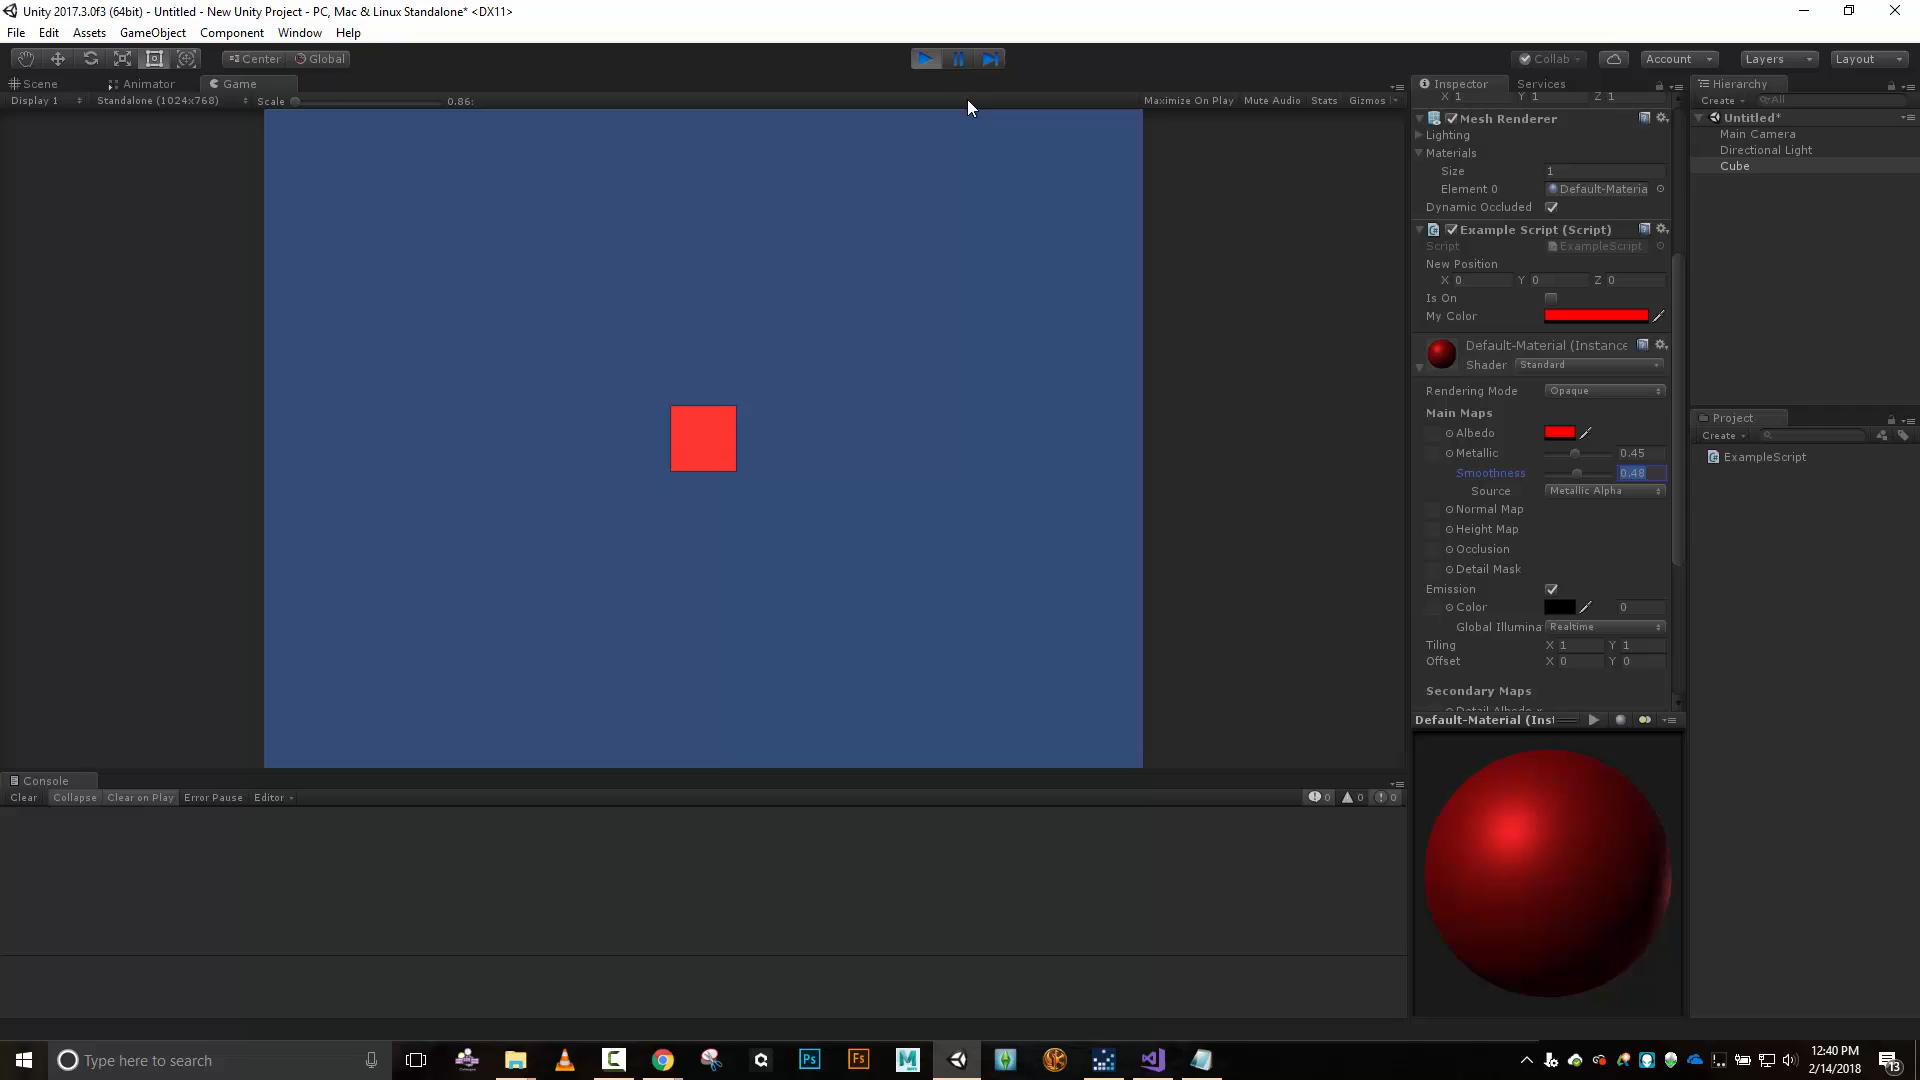 Unity 2017.3.0f3 (64bit) - Untitled - New Unity Project - PC, Mac & Linux Standalone* <DX11>
File Edit Assets GameObject Component Window Help
Center Global
Collab Account Layers Layout
Scene Animator Game
Display 1 Standalone (1024x768) Scale 0.86:
Maximize On Play Mute Audio Stats Gizmos
Inspector Services
X 1 Y 1 Z 1
Mesh Renderer
Lighting
Materials
Size 1
Element 0 Default-Materia
Dynamic Occluded
Example Script (Script)
Script ExampleScript
New Position
X 0 Y 0 Z 0
Is On
My Color
Default-Material (Instance
Shader Standard
Rendering Mode Opaque
Main Maps
Albedo
Metallic 0.45
Smoothness 0.48
Source Metallic Alpha
Normal Map
Height Map
Occlusion
Detail Mask
Emission
Color 0
Global Illumina Realtime
Tiling X 1 Y 1
Offset X 0 Y 0
Secondary Maps
Detail Albedo x
Default-Material (Inst
Hierarchy
Create All
Untitled*
Main Camera
Directional Light
Cube
Project
Create
ExampleScript
Console
Clear Collapse Clear on Play Error Pause Editor
0 0 0
Type here to search
Ps Fs M
12:40 PM
2/14/2018
13